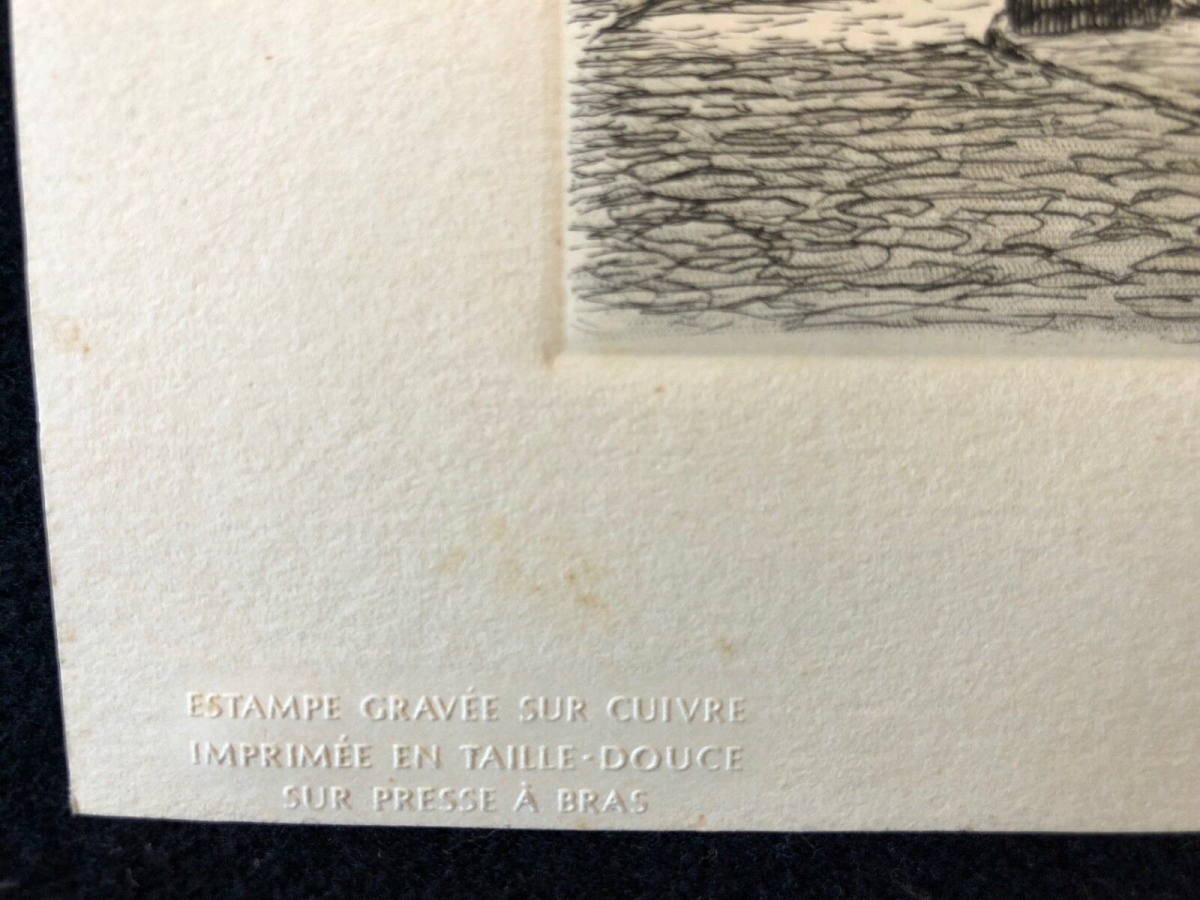 ESTAMPE GRAVÉE SUR CUIVRE
IMPRIMÉE EN TAILLE-DOUCE
SUR PRESSE À BRAS